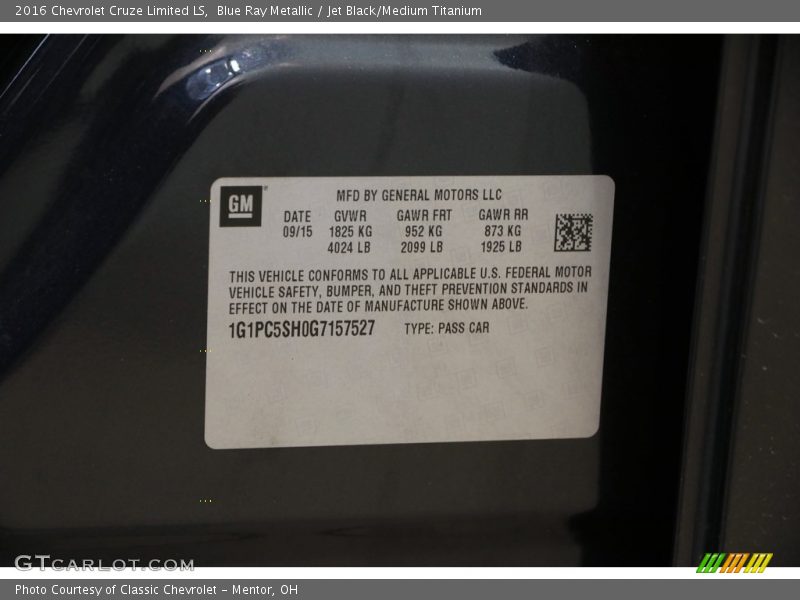 2016 Chevrolet Cruze Limited LS, Blue Ray Metallic / Jet Black/Medium Titanium
GM
MFD BY GENERAL MOTORS LLC
DATE GVWR GAWR FRT GAWR RR
09/15 1825 KG 952 KG 873 KG
4024 LB 2099 LB 1925 LB
THIS VEHICLE CONFORMS TO ALL APPLICABLE U.S. FEDERAL MOTOR
VEHICLE SAFETY, BUMPER, AND THEFT PREVENTION STANDARDS IN
EFFECT ON THE DATE OF MANUFACTURE SHOWN ABOVE.
1G1PC5SH0G7157527 TYPE: PASS CAR
GTCARLOT.COM
Photo Courtesy of Classic Chevrolet - Mentor, OH